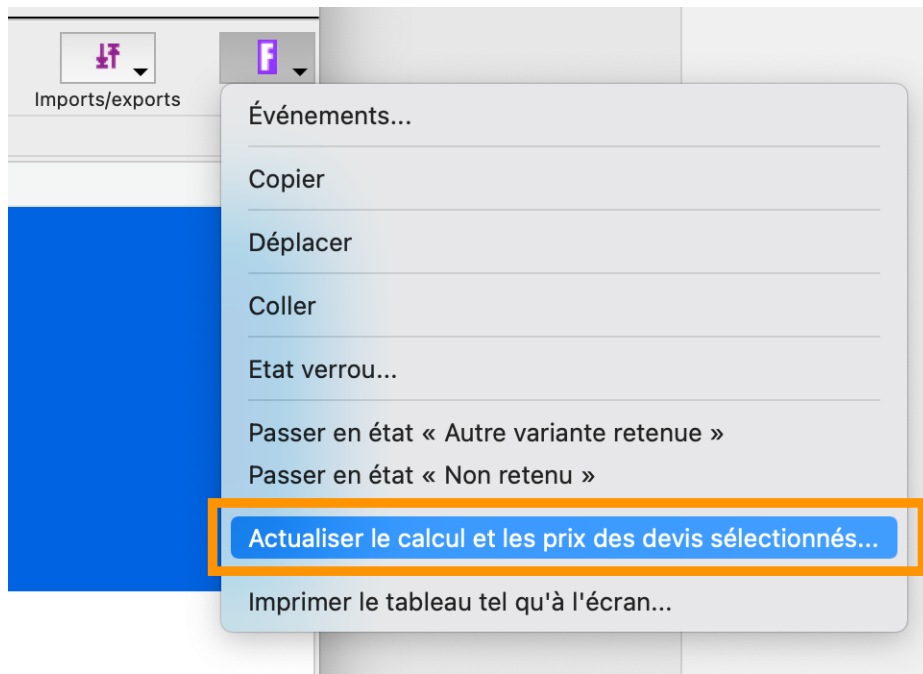 F
Imports/exports
Événements...
Copier
Déplacer
Coller
Etat verrou...
Passer en état « Autre variante retenue »
Passer en état « Non retenu »
Actualiser le calcul et les prix des devis sélectionnés...
Imprimer le tableau tel qu'à l'écran...